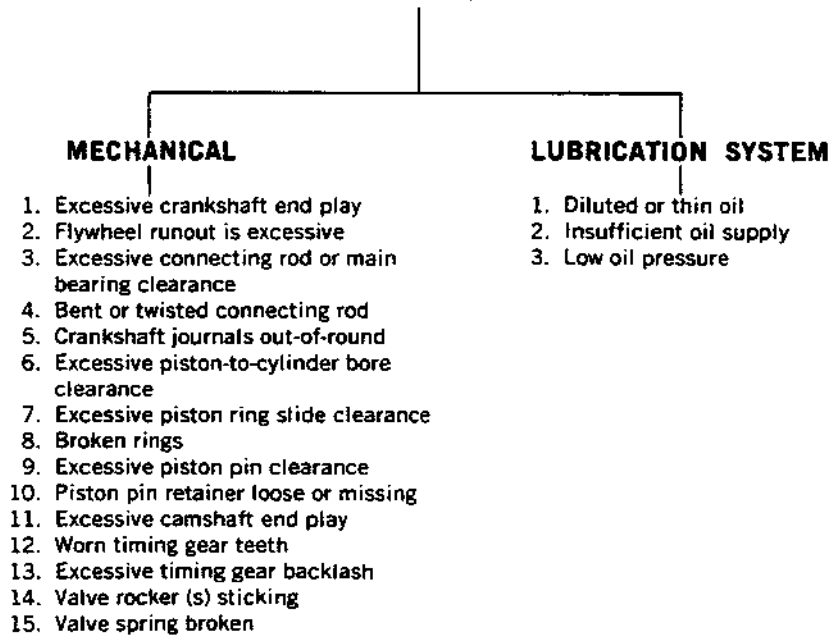 MECHANICAL
1. Excessive crankshaft end play
2. Flywheel runout is excessive
3. Excessive connecting rod or main
bearing clearance
4. Bent or twisted connecting rod
5. Crankshaft journals out-of-round
6. Excessive piston-to-cylinder bore
clearance
7. Excessive piston ring slide clearance
8. Broken rings
9. Excessive piston pin clearance
10. Piston pin retainer loose or missing
11. Excessive camshaft end play
12. Worn timing gear teeth
13. Excessive timing gear backlash
14. Valve rocker (s) sticking
15. Valve spring broken
LUBRICATION SYSTEM
1. Diluted or thin oil
2. Insufficient oil supply
3. Low oil pressure